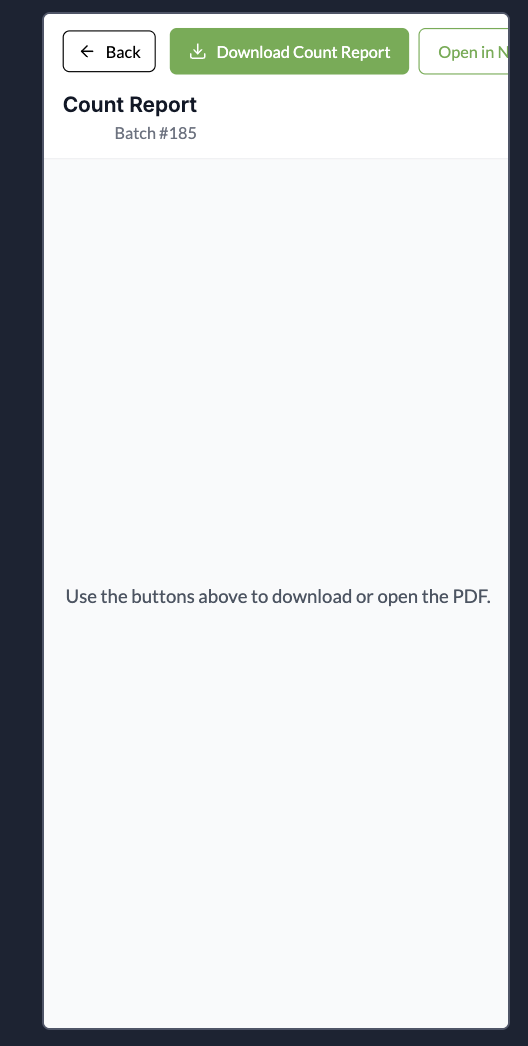 Back
Download Count Report
Open in N
Count Report
Batch #185
Use the buttons above to download or open the PDF.